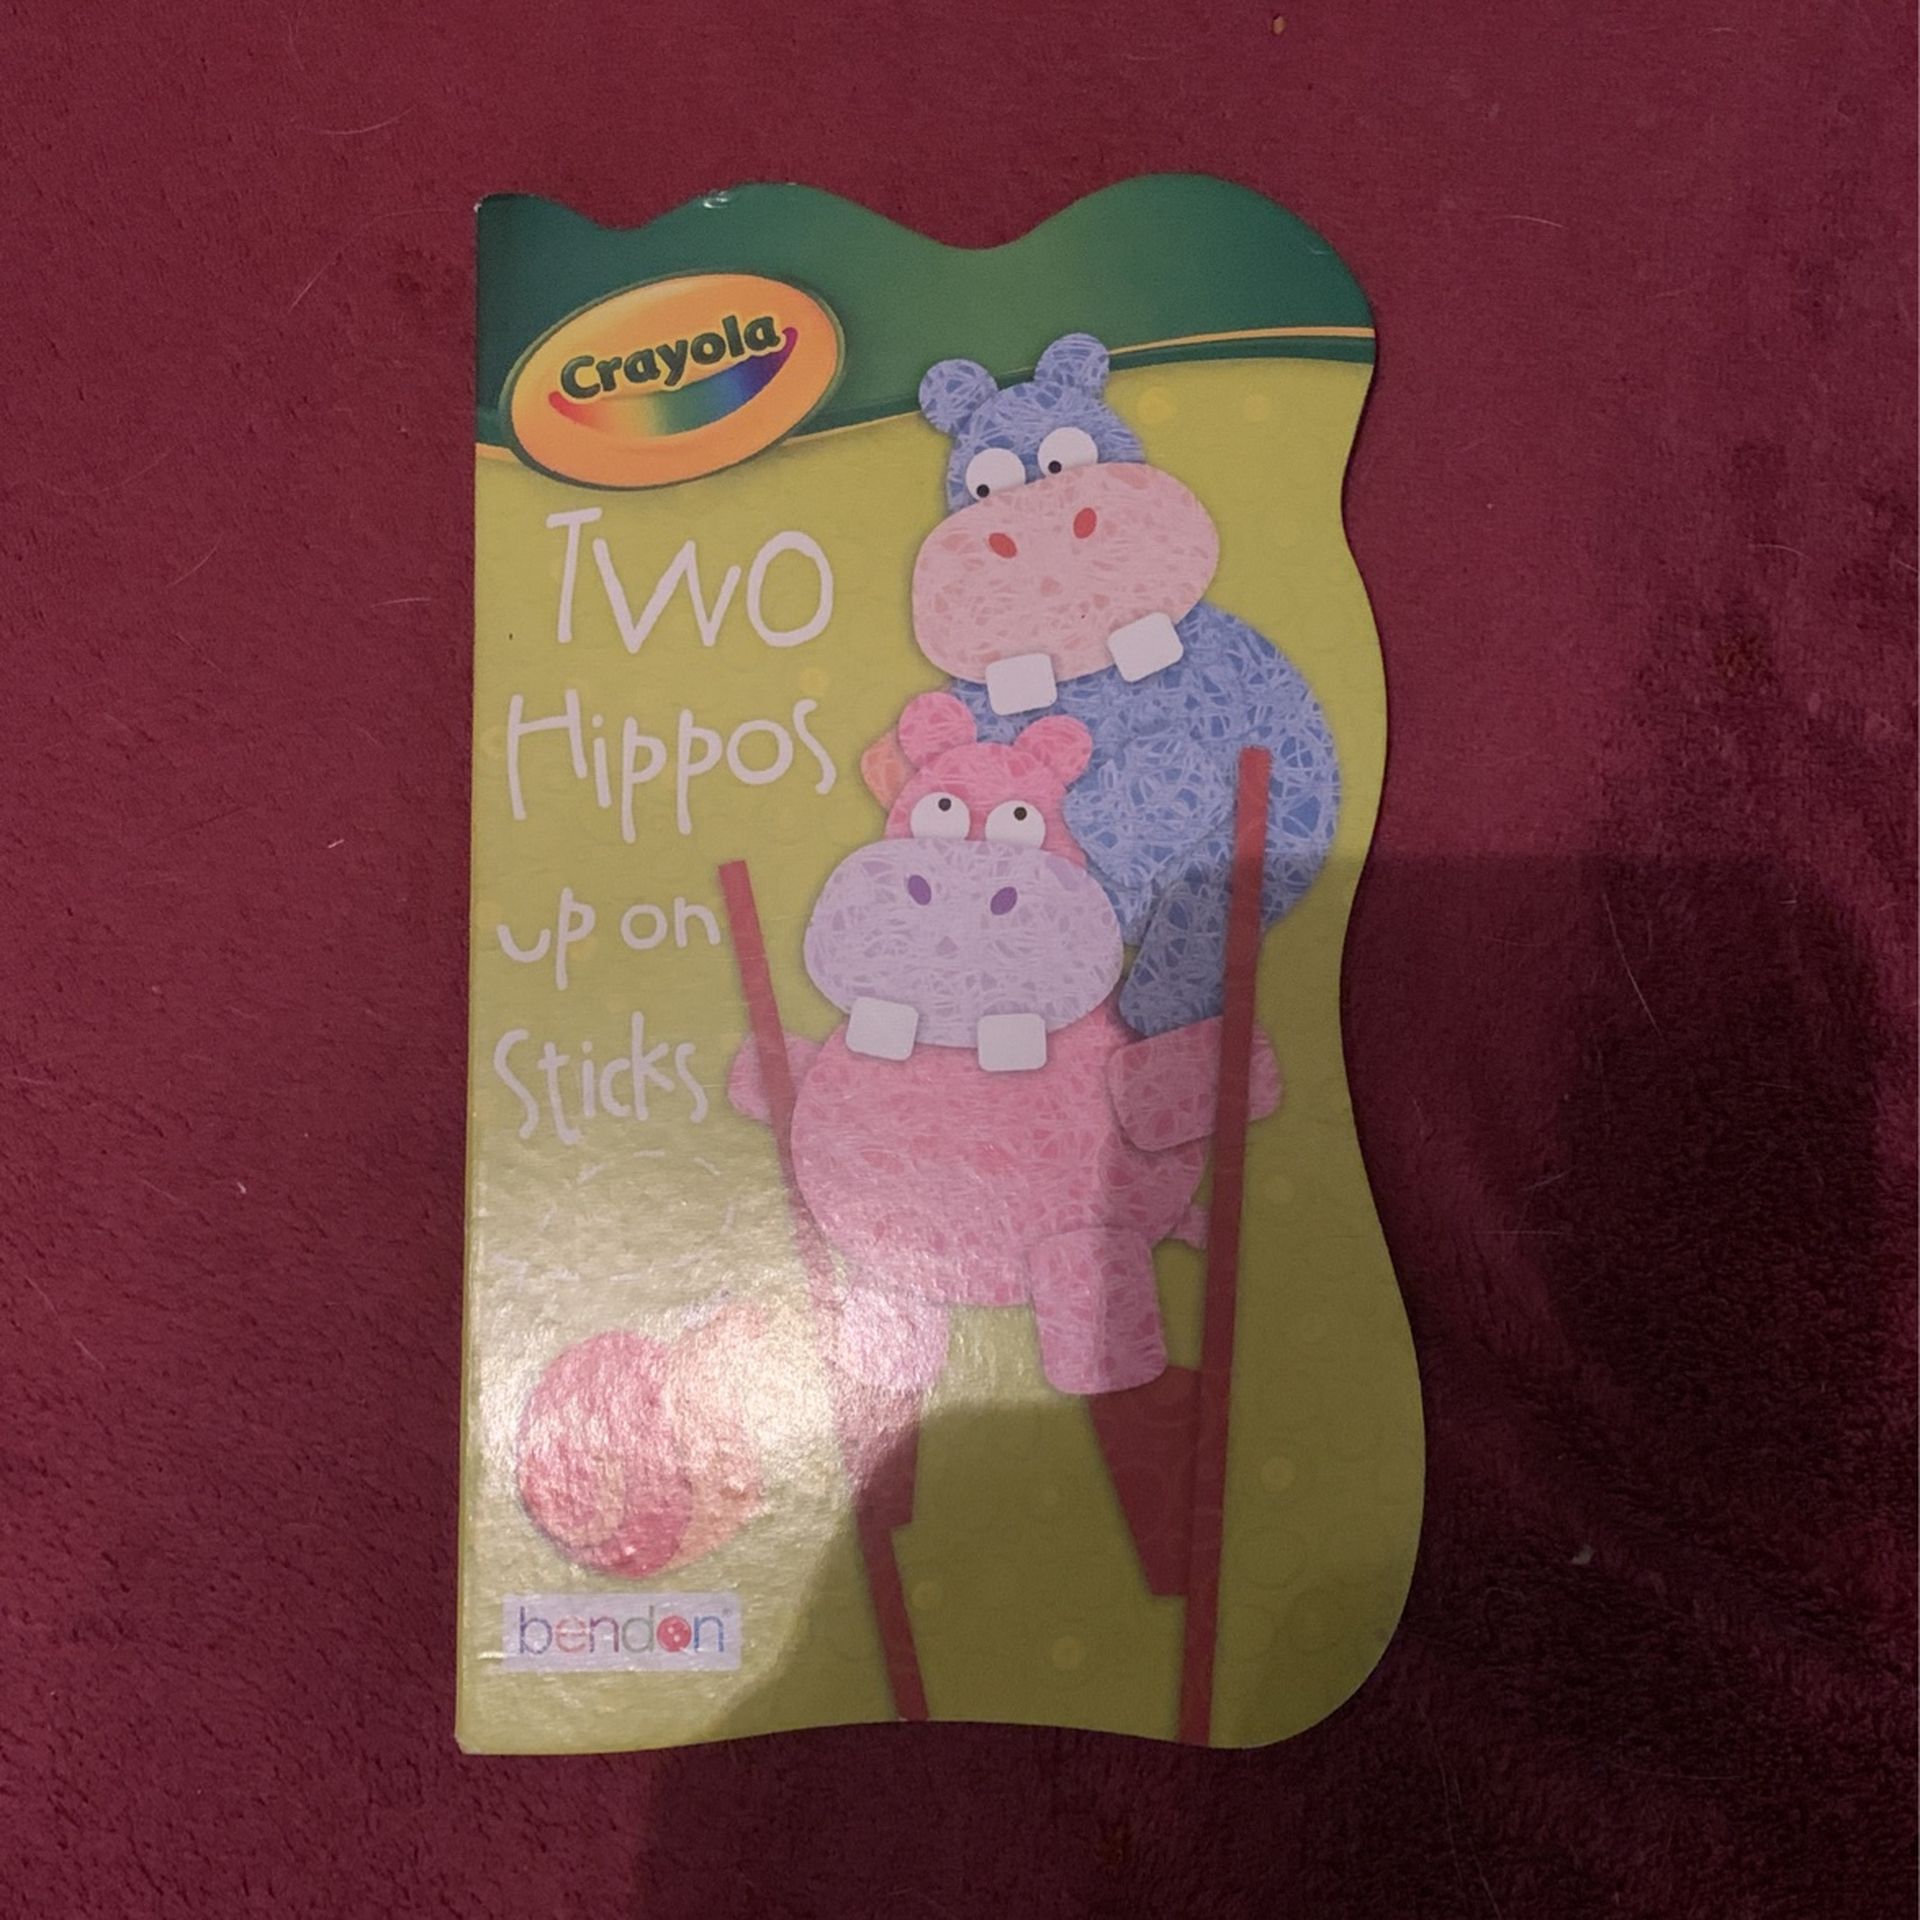 Crayola
Two
Hippos
up on
Sticks
bendon